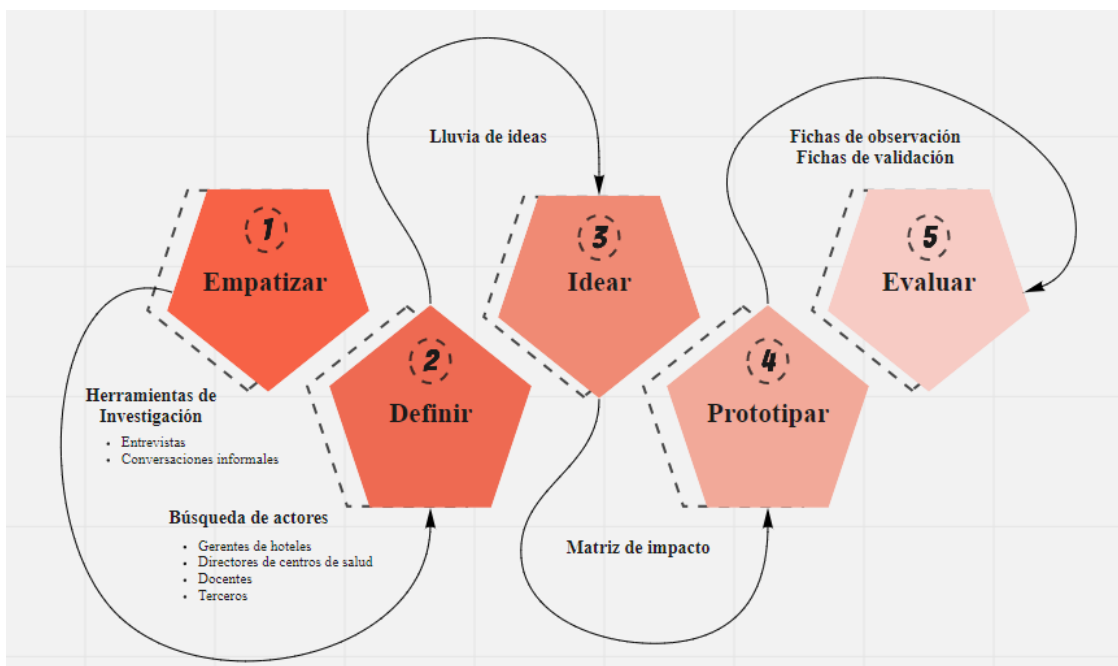 1
Empatizar
Herramientas de
Investigación
• Entrevistas
• Conversaciones informales
Búsqueda de actores
• Gerentes de hoteles
• Directores de centros de salud
• Docentes
• Terceros
2
Definir
Lluvia de ideas
3
Idear
Matriz de impacto
4
Prototipar
Fichas de observación
Fichas de validación
5
Evaluar